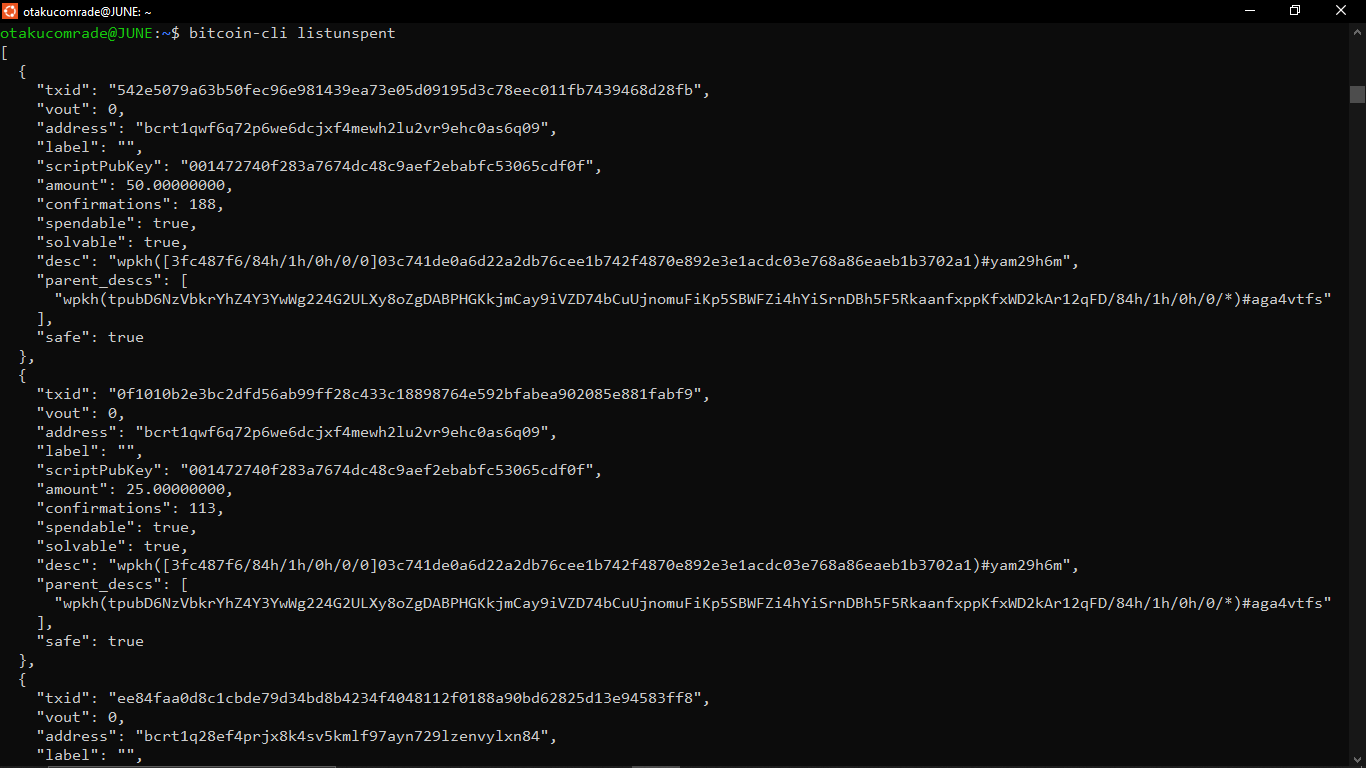 otakucomrade@JUNE: ~
otakucomrade@JUNE:~$ bitcoin-cli listunspent
[
  {
    "txid": "542e5079a63b50fec96e981439ea73e05d09195d3c78eec011fb7439468d28fb",
    "vout": 0,
    "address": "bcrt1qwf6q72p6we6dcjxf4mewh2lu2vr9ehc0as6q09",
    "label": "",
    "scriptPubKey": "001472740f283a7674dc48c9aef2ebabfc53065cdf0f",
    "amount": 50.00000000,
    "confirmations": 188,
    "spendable": true,
    "solvable": true,
    "desc": "wpkh([3fc487f6/84h/1h/0h/0/0]03c741de0a6d22a2db76cee1b742f4870e892e3e1acdc03e768a86eaeb1b3702a1)#yam29h6m",
    "parent_descs": [
      "wpkh(tpubD6NzVbkrYhZ4Y3YwWg224G2ULXy8oZgDABPHGKkjmCay9iVZD74bCuUjnomuFiKp5SBWFZi4hYiSrnDBh5F5RkaanfxppKfxWD2kAr12qFD/84h/1h/0h/0/*)#aga4vtfs"
    ],
    "safe": true
  },
  {
    "txid": "0f1010b2e3bc2dfd56ab99ff28c433c18898764e592bfabea902085e881fabf9",
    "vout": 0,
    "address": "bcrt1qwf6q72p6we6dcjxf4mewh2lu2vr9ehc0as6q09",
    "label": "",
    "scriptPubKey": "001472740f283a7674dc48c9aef2ebabfc53065cdf0f",
    "amount": 25.00000000,
    "confirmations": 113,
    "spendable": true,
    "solvable": true,
    "desc": "wpkh([3fc487f6/84h/1h/0h/0/0]03c741de0a6d22a2db76cee1b742f4870e892e3e1acdc03e768a86eaeb1b3702a1)#yam29h6m",
    "parent_descs": [
      "wpkh(tpubD6NzVbkrYhZ4Y3YwWg224G2ULXy8oZgDABPHGKkjmCay9iVZD74bCuUjnomuFiKp5SBWFZi4hYiSrnDBh5F5RkaanfxppKfxWD2kAr12qFD/84h/1h/0h/0/*)#aga4vtfs"
    ],
    "safe": true
  },
  {
    "txid": "ee84faa0d8c1cbde79d34bd8b4234f4048112f0188a90bd62825d13e94583ff8",
    "vout": 0,
    "address": "bcrt1q28ef4prjx8k4sv5kmlf97ayn729lzenvylxn84",
    "label": "",